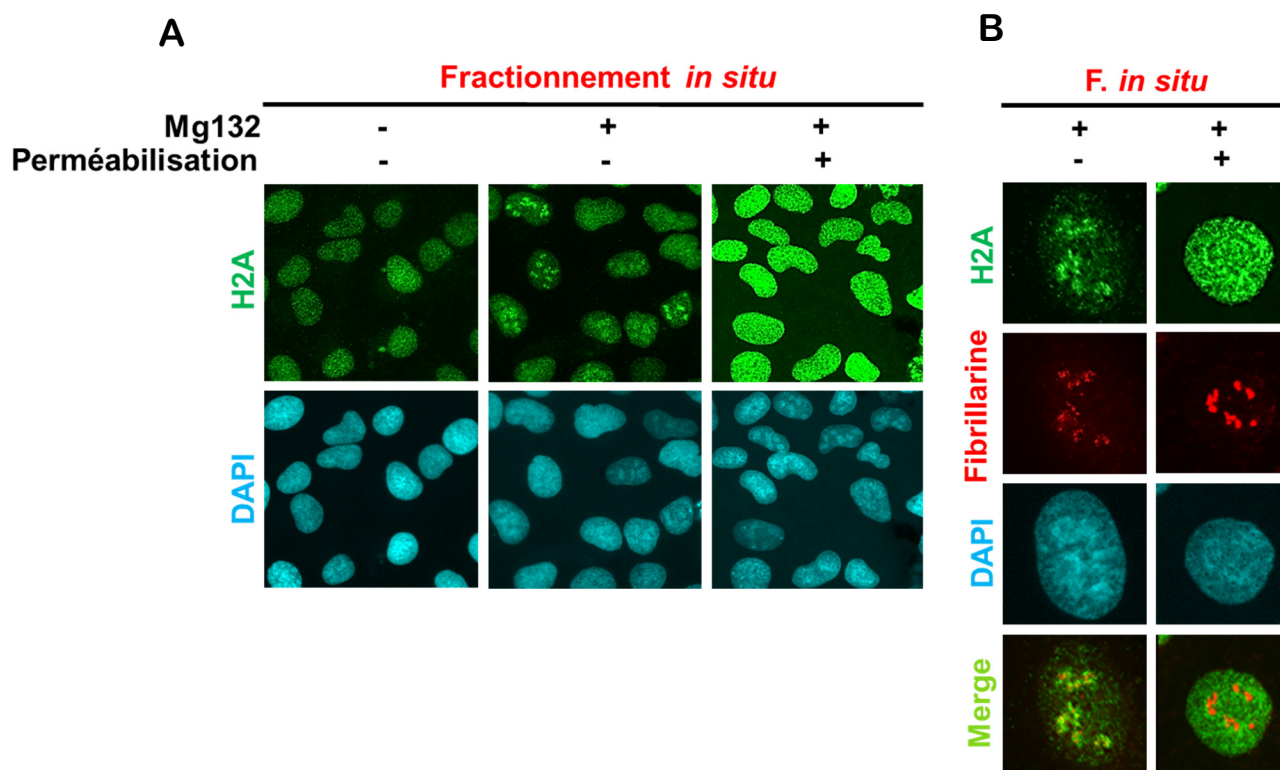 A
Fractionnement in situ
Mg132 - + +
Perméabilisation - - +
H2A
DAPI
B
F. in situ
+ +
- +
H2A
Fibrillarine
DAPI
Merge